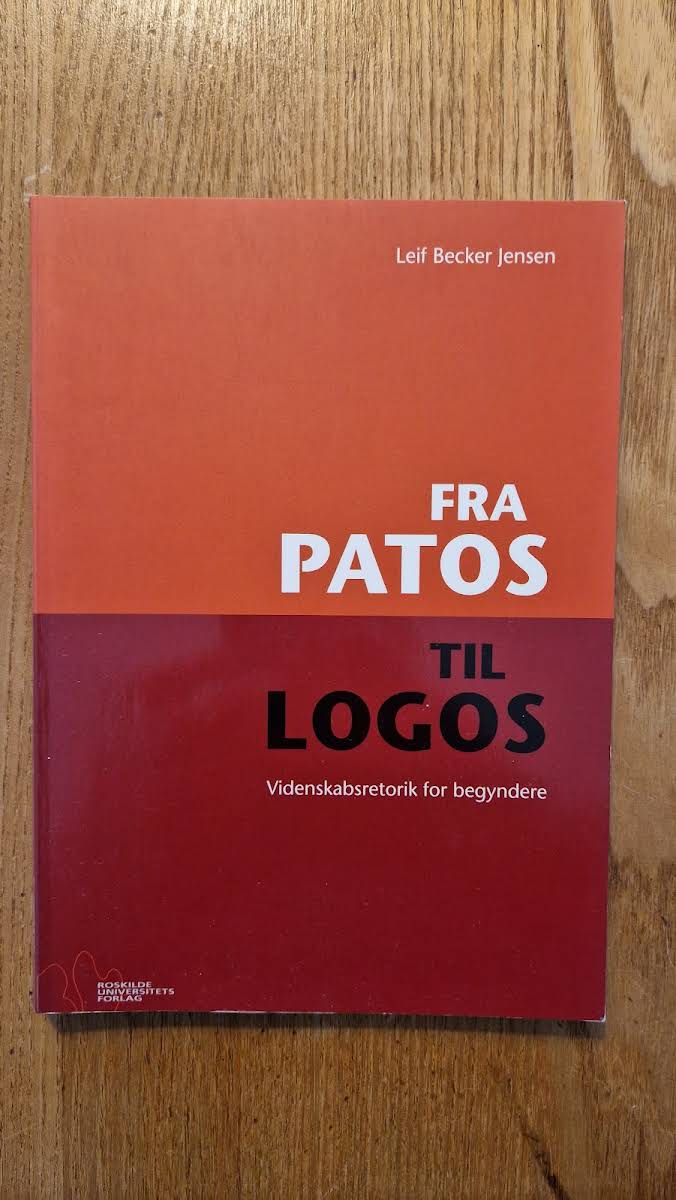 Leif Becker Jensen
FRA
PATOS
TIL
LOGOS
Videnskabsretorik for begyndere
ROSKILDE
UNIVERSITETS
FORLAG